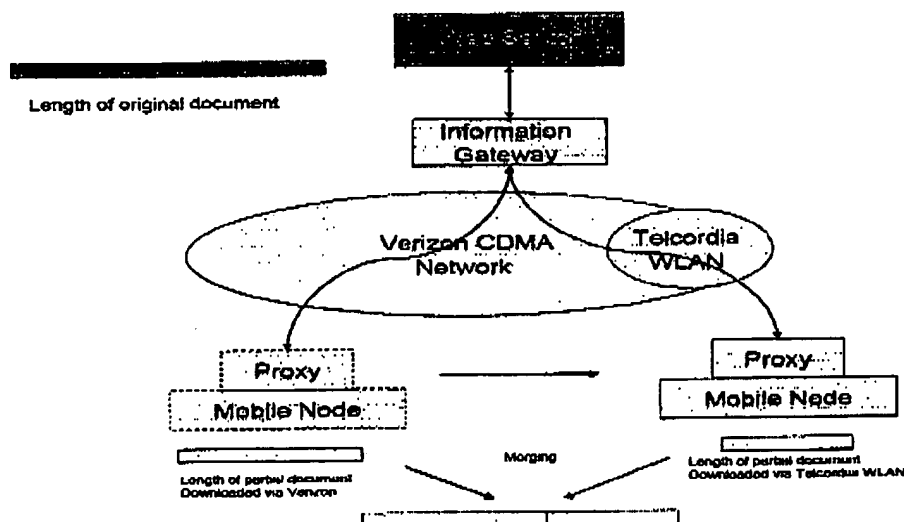 Length of original document
Information
Gateway
Verizon CDMA
Network
Telcordia
WLAN
Proxy
Mobile Node
Proxy
Mobile Node
Length of partial document
Downloaded via Verizon
Merging
Length of partial document
Downloaded via Telcordia WLAN